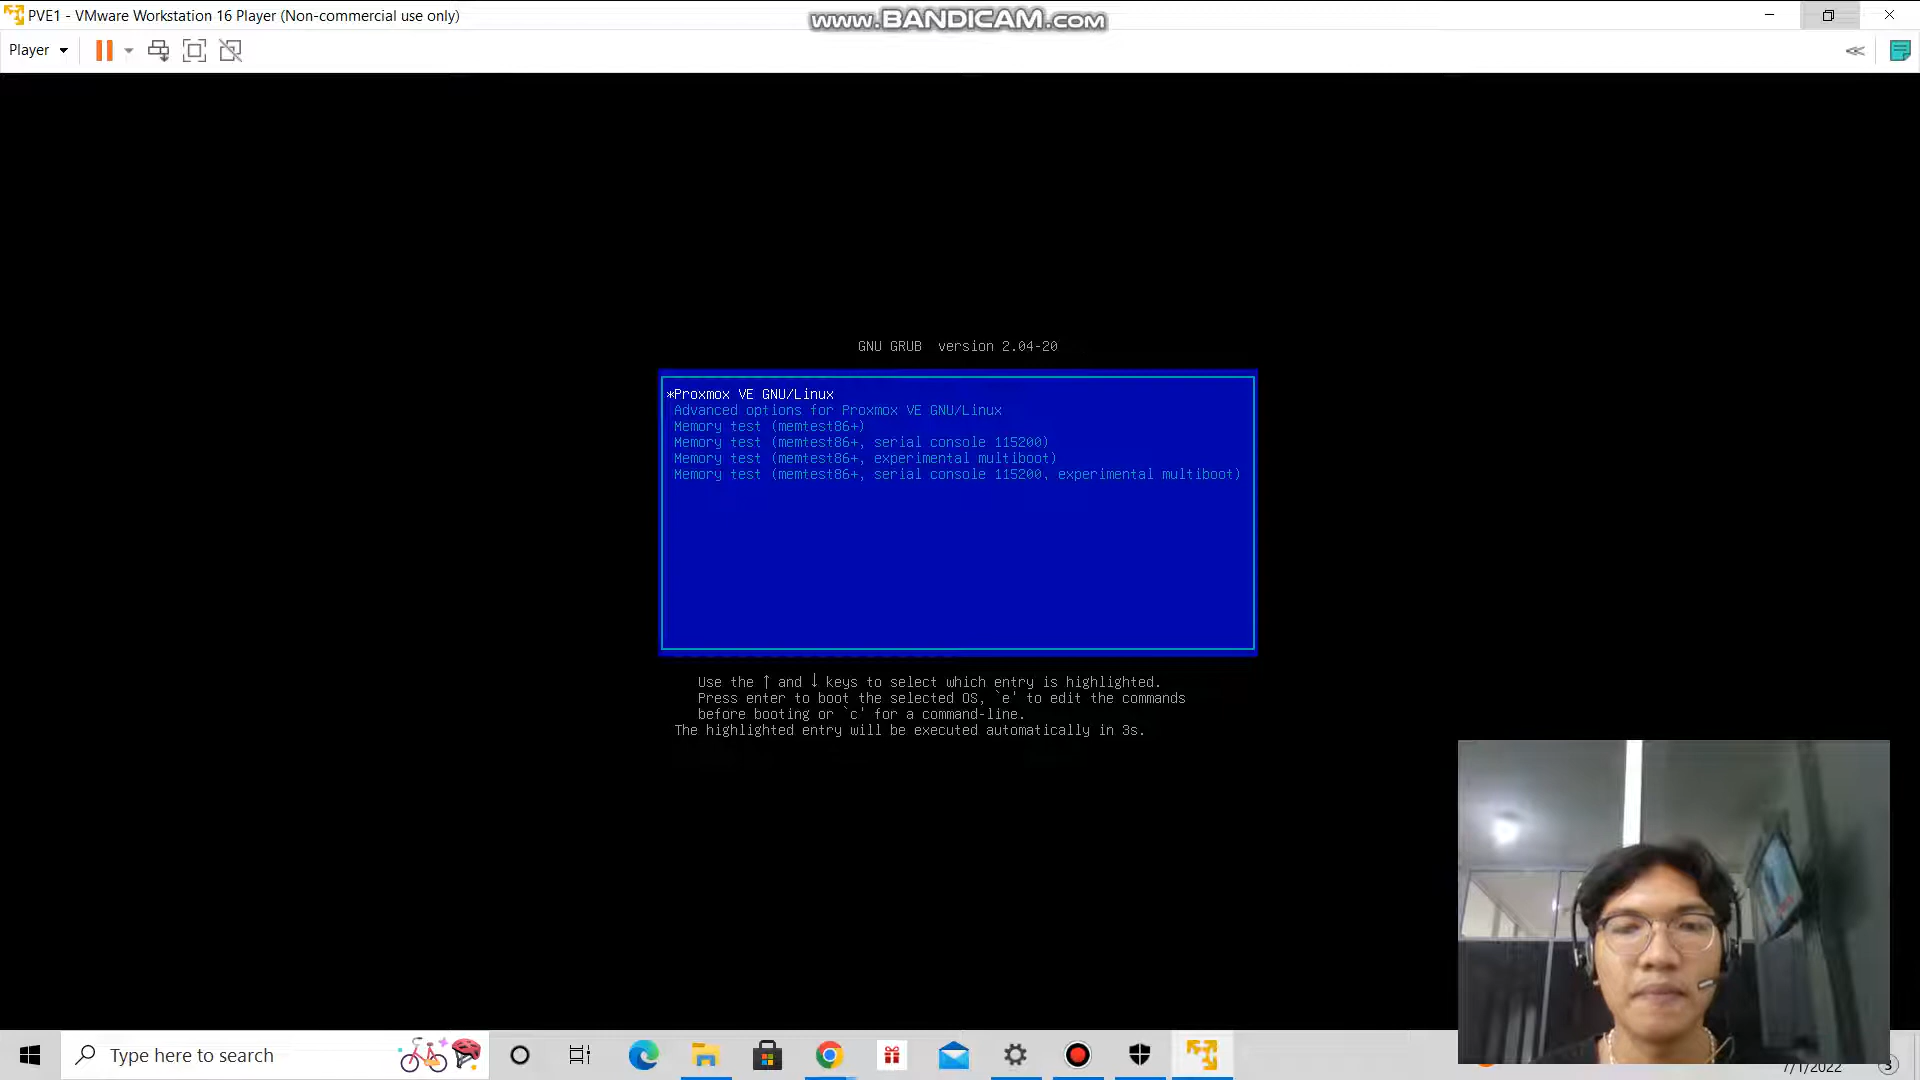 PVE1 - VMware Workstation 16 Player (Non-commercial use only)
www.BANDICAM.com
Player
GNU GRUB  version 2.04-20
*Proxmox VE GNU/Linux
Advanced options for Proxmox VE GNU/Linux
Memory test (memtest86+)
Memory test (memtest86+, serial console 115200)
Memory test (memtest86+, experimental multiboot)
Memory test (memtest86+, serial console 115200, experimental multiboot)
Use the ↑ and ↓ keys to select which entry is highlighted.
Press enter to boot the selected OS, `e' to edit the commands
before booting or `c' for a command-line.
The highlighted entry will be executed automatically in 3s.
Type here to search
7/1/2022
3